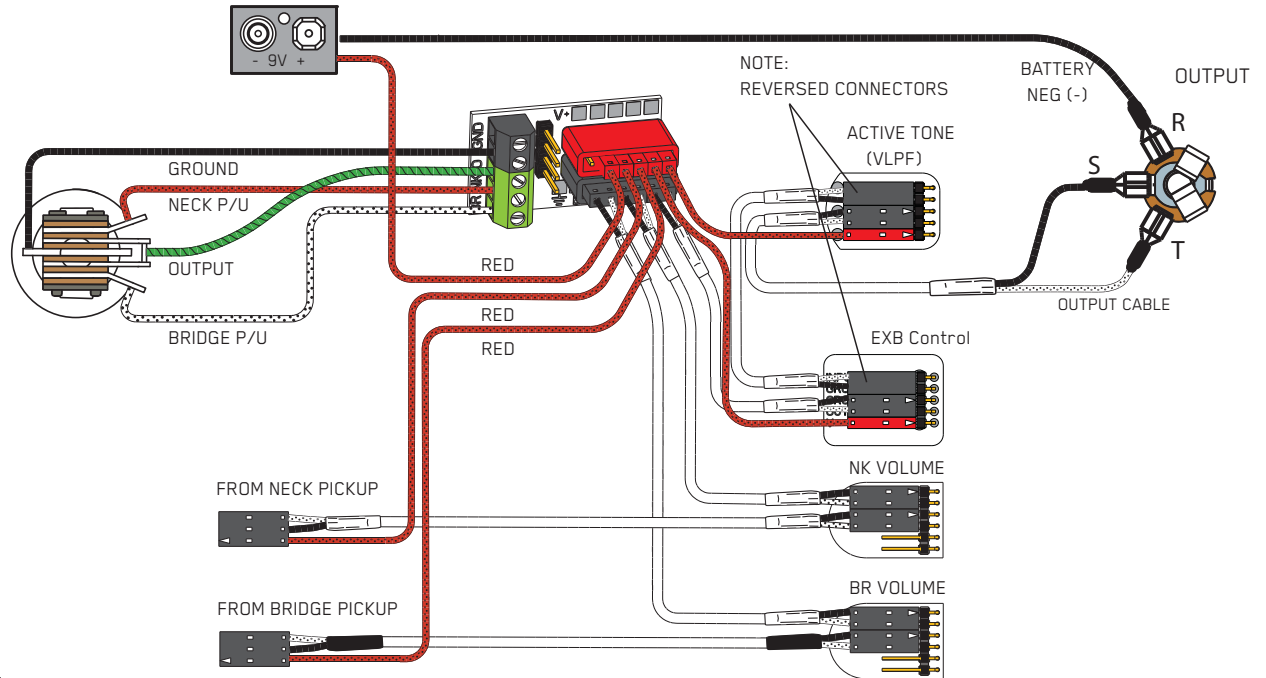 - 9V +
NOTE:
REVERSED CONNECTORS
BATTERY
NEG (-)
OUTPUT
V+
GND
R
ACTIVE TONE
(VLPF)
GROUND
S
NECK P/U
T
OUTPUT
RED
OUTPUT CABLE
RED
BRIDGE P/U
RED
EXB Control
NK VOLUME
FROM NECK PICKUP
BR VOLUME
FROM BRIDGE PICKUP